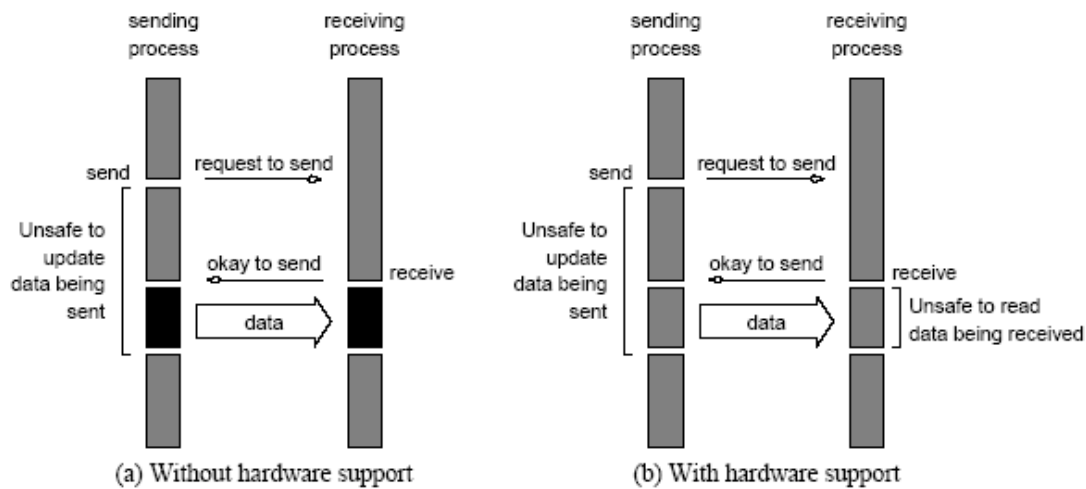 sending
process
receiving
process
send
request to send
Unsafe to
update
data being
sent
okay to send
receive
data
(a) Without hardware support
sending
process
receiving
process
send
request to send
Unsafe to
update
data being
sent
okay to send
receive
data
Unsafe to read
data being received
(b) With hardware support